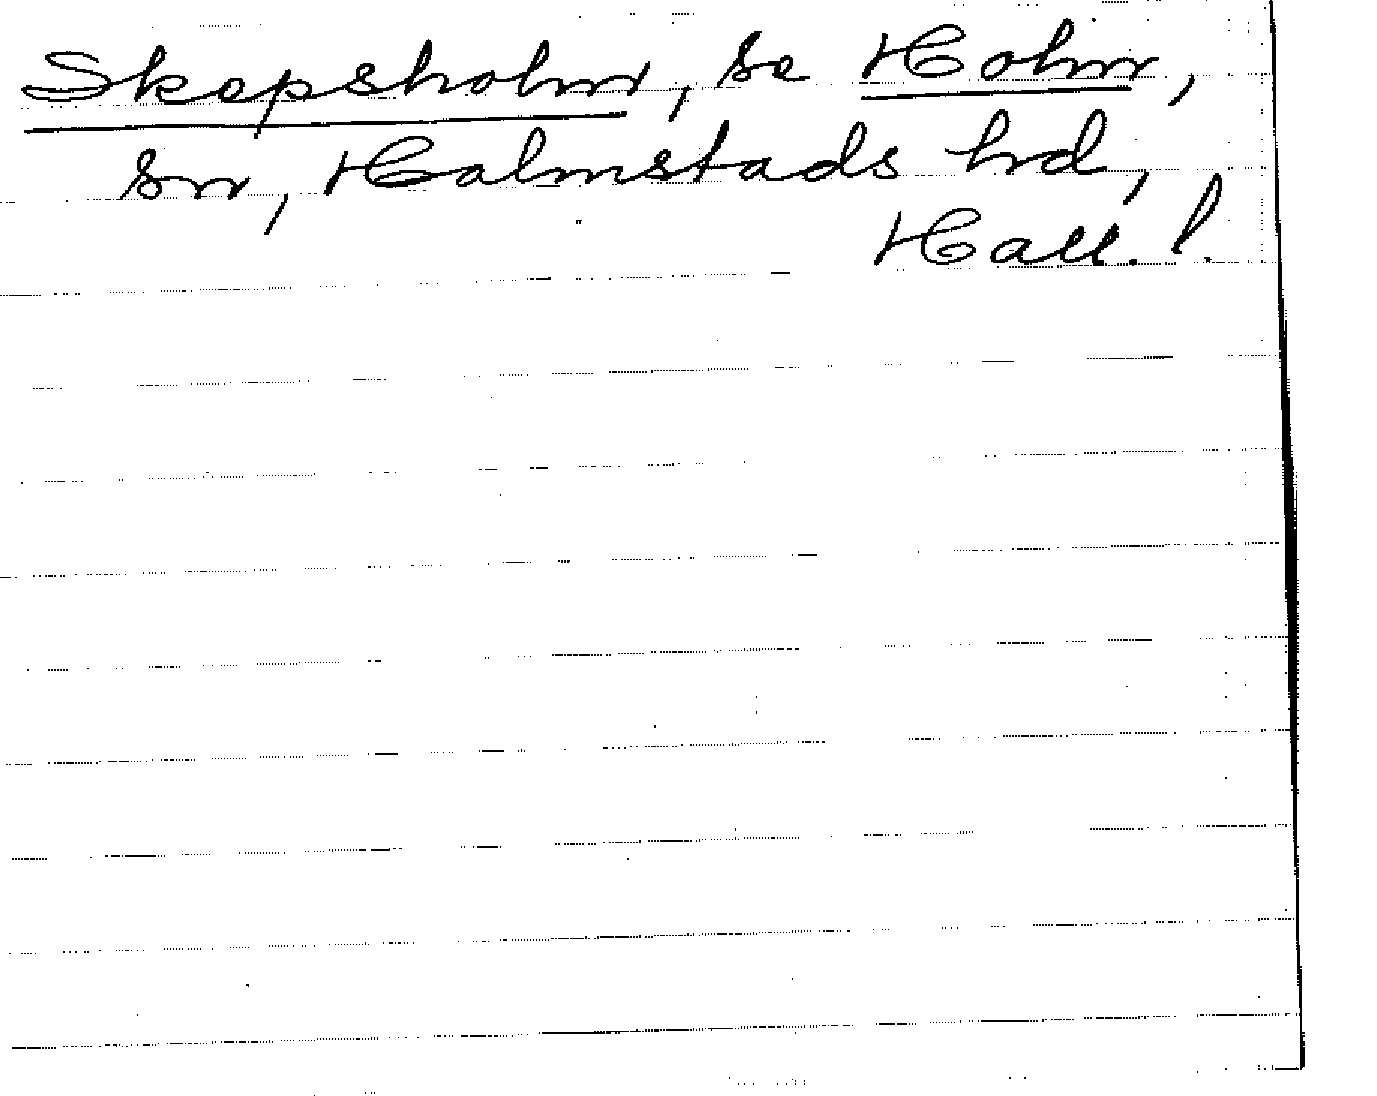 Skepsholm, se Holm,
sn, Halmstads hd,
Hall. l.